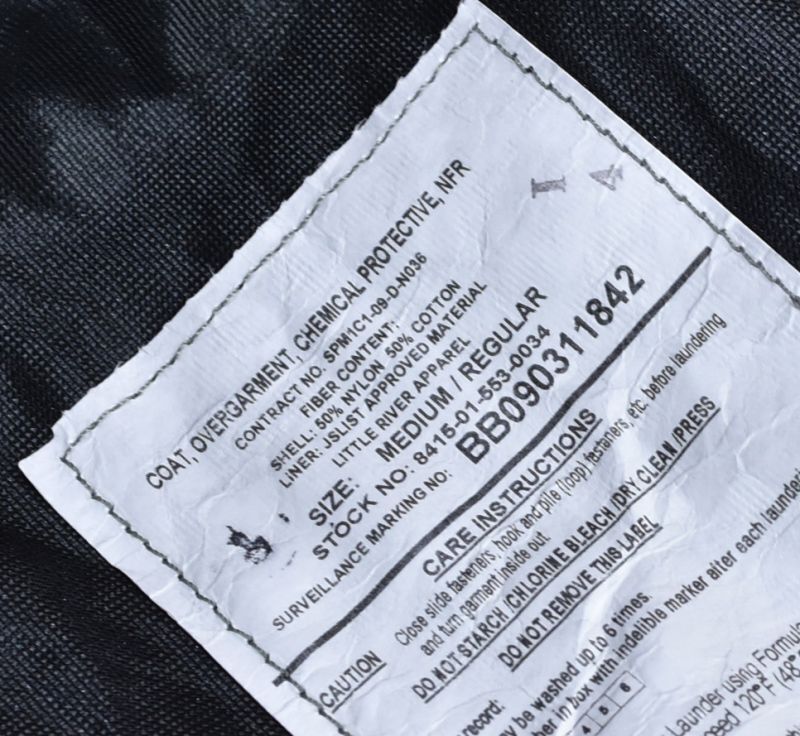 I 4
COAT, OVERGARMENT, CHEMICAL PROTECTIVE, NFR
CONTRACT NO. SPM1C1-09-D-N036
FIBER CONTENT:
SHELL: 50% NYLON, 50% COTTON
LINER: JSLIST APPROVED MATERIAL
LITTLE RIVER APPAREL
SIZE: MEDIUM / REGULAR
STOCK NO: 8415-01-553-0034
SURVEILLANCE MARKING NO: BB090311842
CARE INSTRUCTIONS
Close slide fasteners, hook and pile (loop) fasteners, etc. before laundering
and turn garment inside out
CAUTION DO NOT STARCH /CHLORINE BLEACH /DRY CLEAN /PRESS
DO NOT REMOVE THIS LABEL
record:
be washed up to 6 times.
in box with indelible marker after each
4 5 6
Launder using
120°F